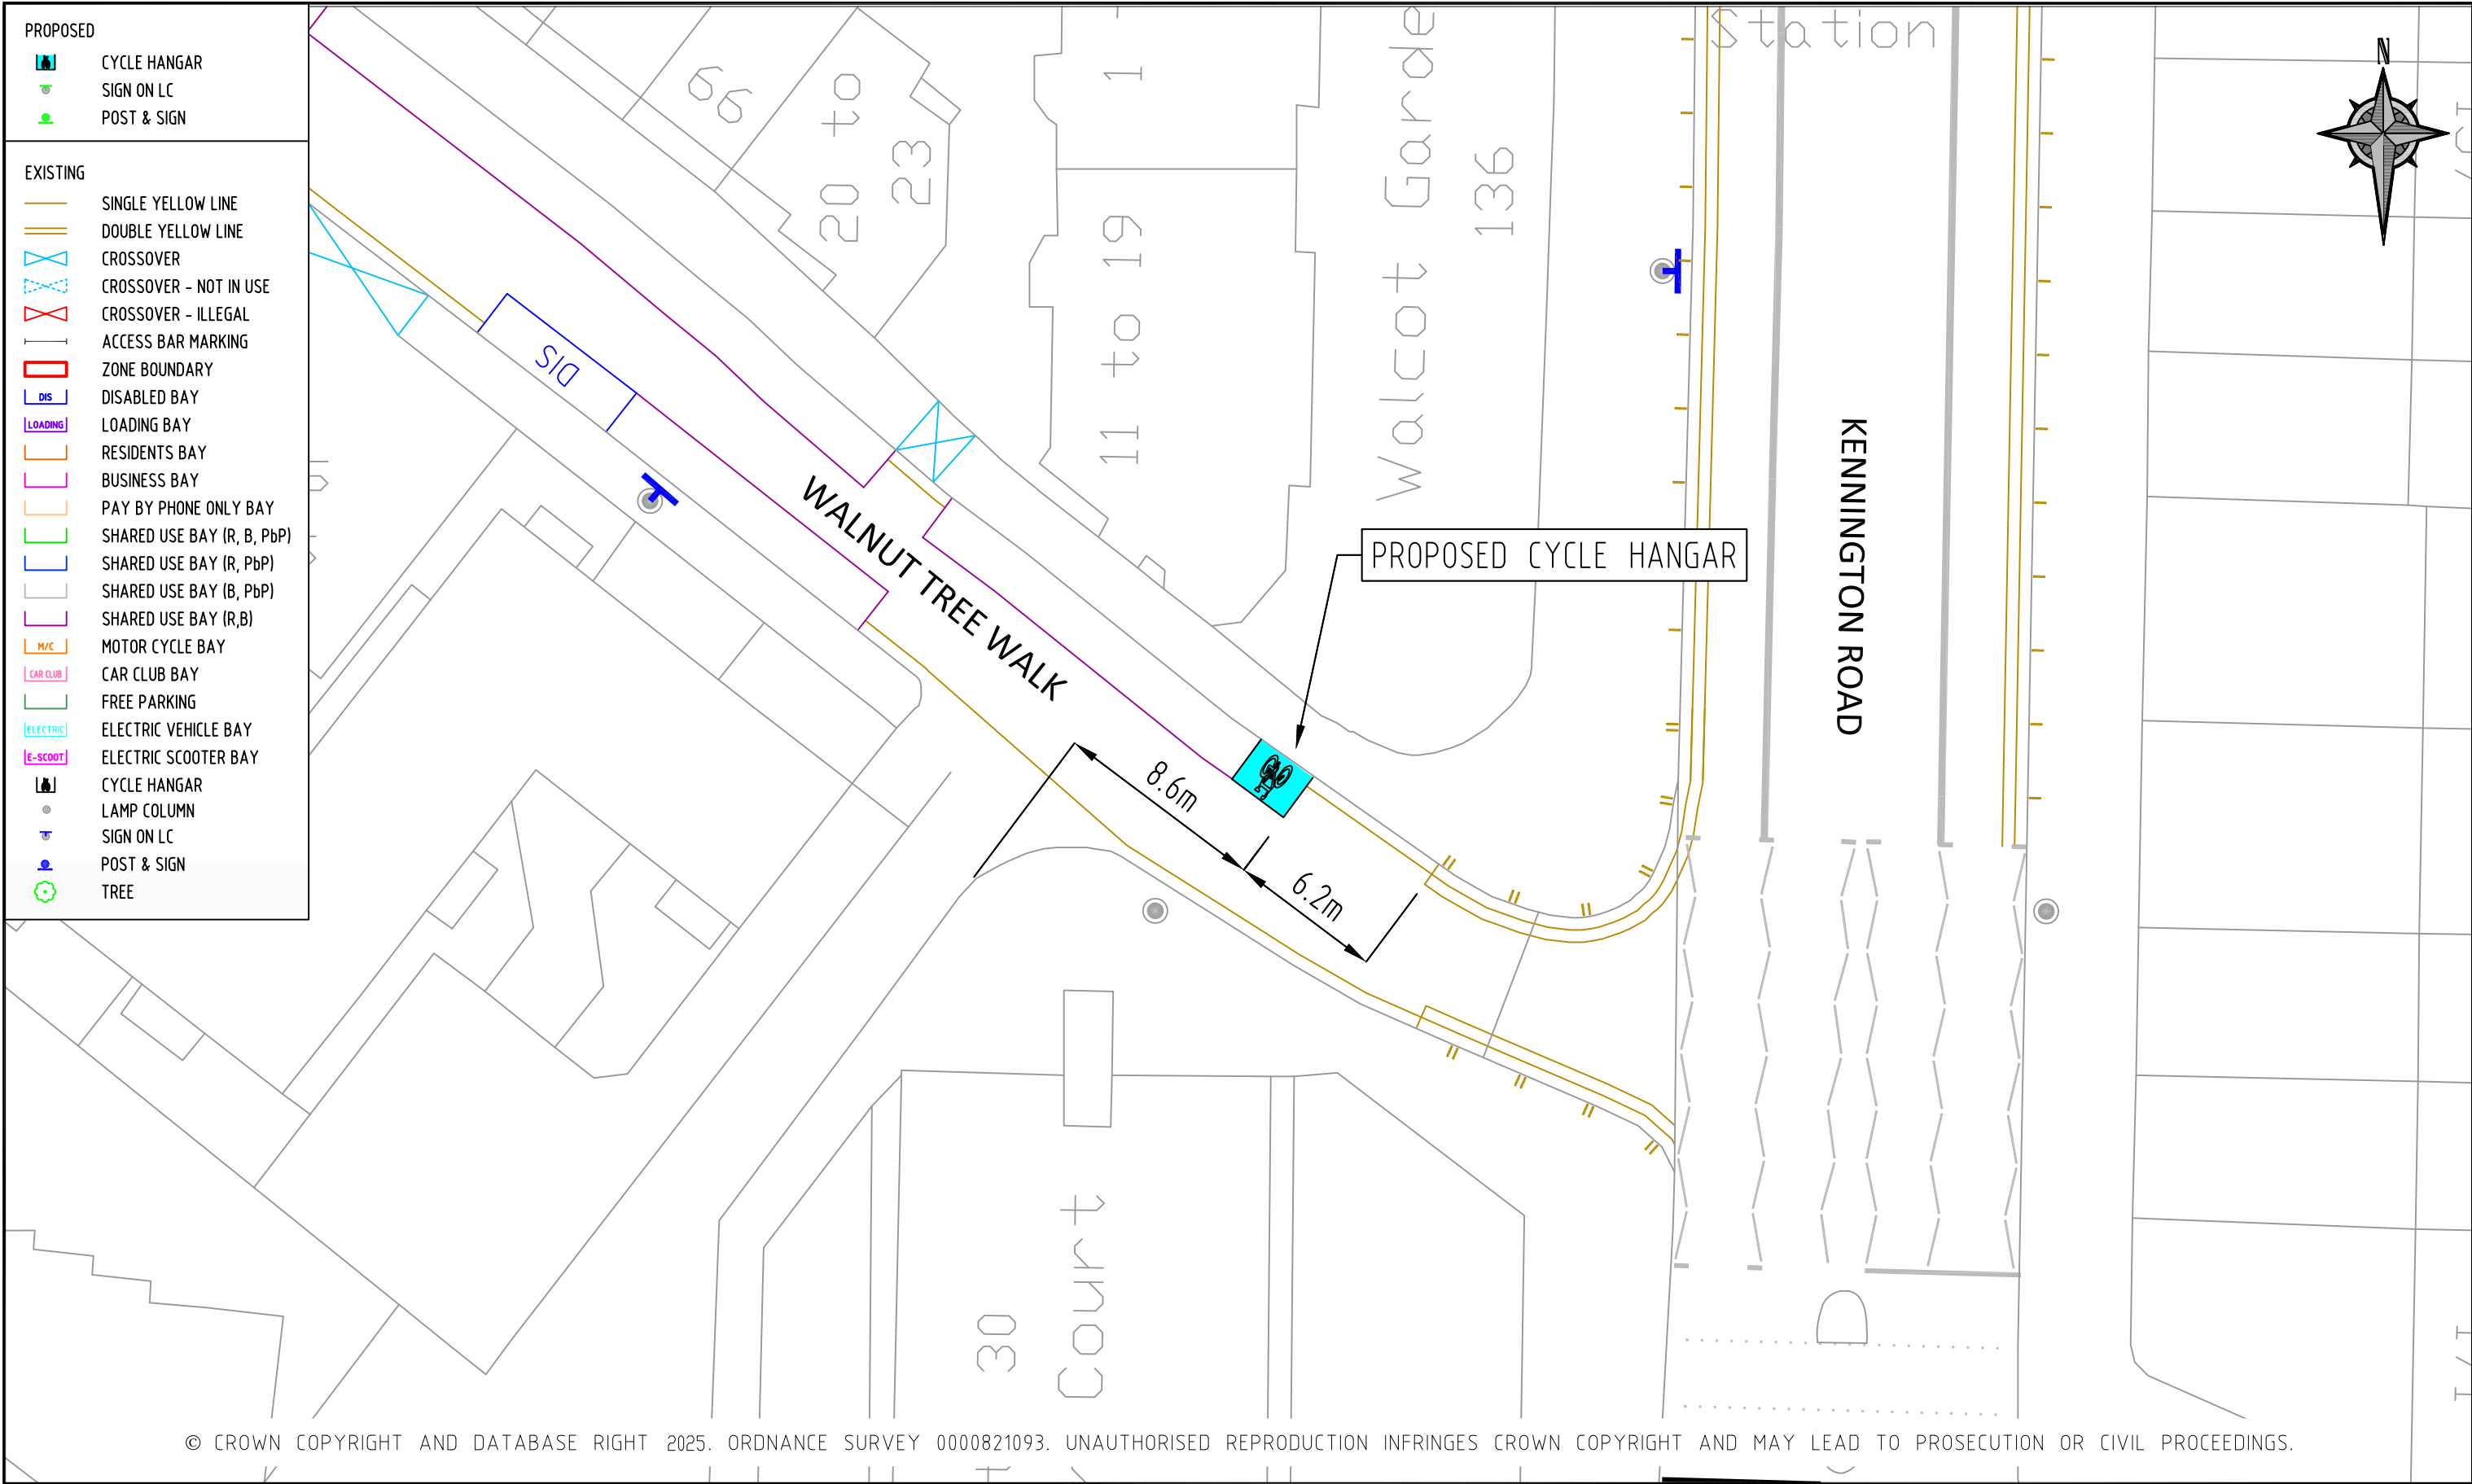 PROPOSED
CYCLE HANGAR
SIGN ON LC
POST & SIGN
EXISTING
SINGLE YELLOW LINE
DOUBLE YELLOW LINE
CROSSOVER
CROSSOVER - NOT IN USE
CROSSOVER - ILLEGAL
ACCESS BAR MARKING
ZONE BOUNDARY
DIS DISABLED BAY
LOADING LOADING BAY
RESIDENTS BAY
BUSINESS BAY
PAY BY PHONE ONLY BAY
SHARED USE BAY (R, B, PbP)
SHARED USE BAY (R, PbP)
SHARED USE BAY (B, PbP)
SHARED USE BAY (R,B)
M/C MOTOR CYCLE BAY
CAR CLUB CAR CLUB BAY
FREE PARKING
ELECTRIC ELECTRIC VEHICLE BAY
E-SCOOT ELECTRIC SCOOTER BAY
CYCLE HANGAR
LAMP COLUMN
SIGN ON LC
POST & SIGN
TREE
66
20 to
23
1
11 to 19
Walcot Garde
136
Station
N
DIS
WALNUT TREE WALK
PROPOSED CYCLE HANGAR
KENNINGTON ROAD
8.6m
6.2m
30
Court
© CROWN COPYRIGHT AND DATABASE RIGHT 2025. ORDNANCE SURVEY 0000821093. UNAUTHORISED REPRODUCTION INFRINGES CROWN COPYRIGHT AND MAY LEAD TO PROSECUTION OR CIVIL PROCEEDINGS.